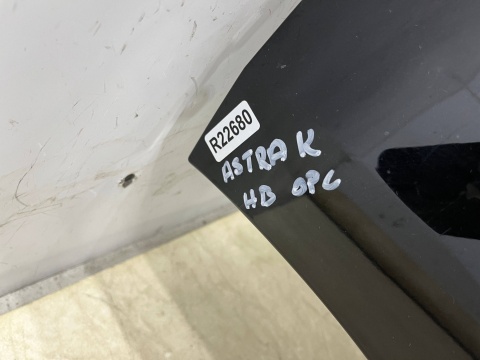 R22680
ASTRA K
HB OPC